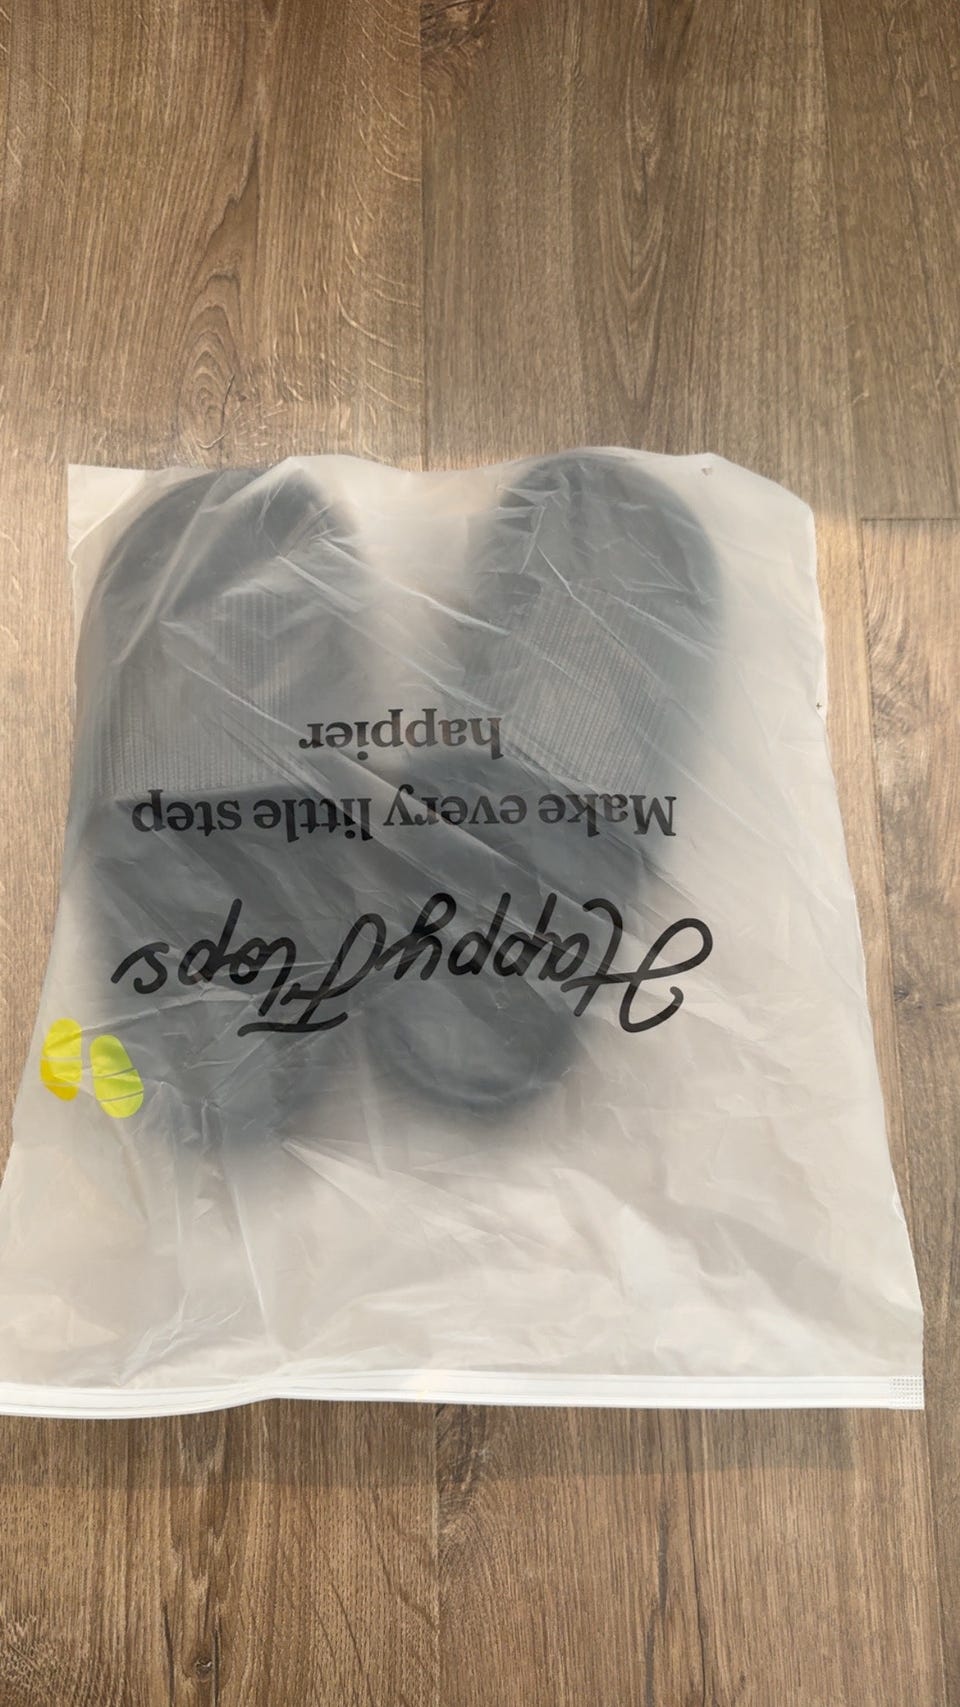 HappyFlops
Make every little step
happier